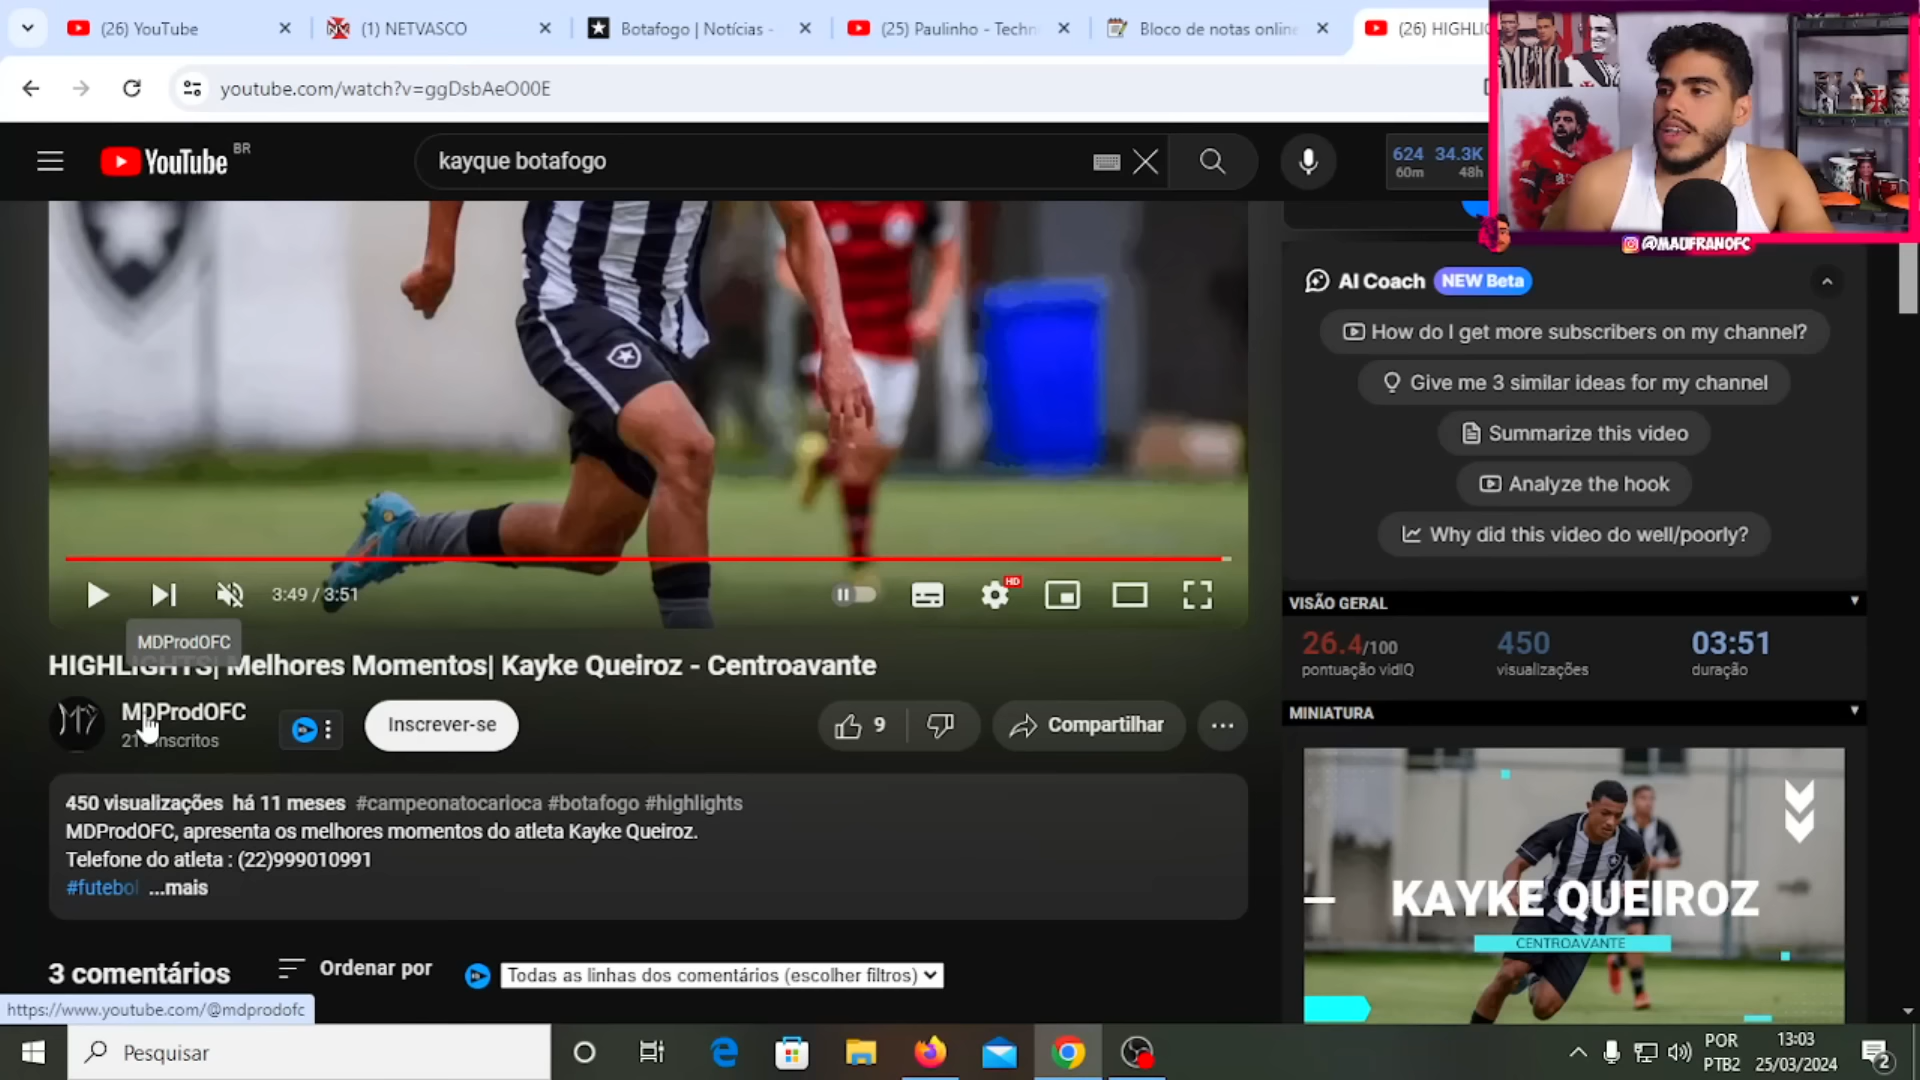 (26) YouTube
(1) NETVASCO
Botafogo | Notícias -
(25) Paulinho - Techn
Bloco de notas online
(26) HIGHLIG
youtube.com/watch?v=ggDsbAeO00E
YouTube BR
kayque botafogo
624 34.3K
60m 48h
@MAUFRANOFC
AI Coach NEW Beta
How do I get more subscribers on my channel?
Give me 3 similar ideas for my channel
Summarize this video
Analyze the hook
Why did this video do well/poorly?
3:49 / 3:51
HD
MDProdOFC
HIGHLIGHTS| Melhores Momentos| Kayke Queiroz - Centroavante
MDProdOFC
inscritos
Inscrever-se
9
Compartilhar
450 visualizações há 11 meses #campeonatocarioca #botafogo #highlights
MDProdOFC, apresenta os melhores momentos do atleta Kayke Queiroz.
Telefone do atleta : (22)999010991
#futebol ...mais
3 comentários
Ordenar por
Todas as linhas dos comentários (escolher filtros)
VISÃO GERAL
26.4/100 450 03:51
pontuação vidIQ visualizações duração
MINIATURA
KAYKE QUEIROZ
CENTROAVANTE
https://www.youtube.com/@mdprodofc
Pesquisar
POR
PTB2
13:03
25/03/2024
2